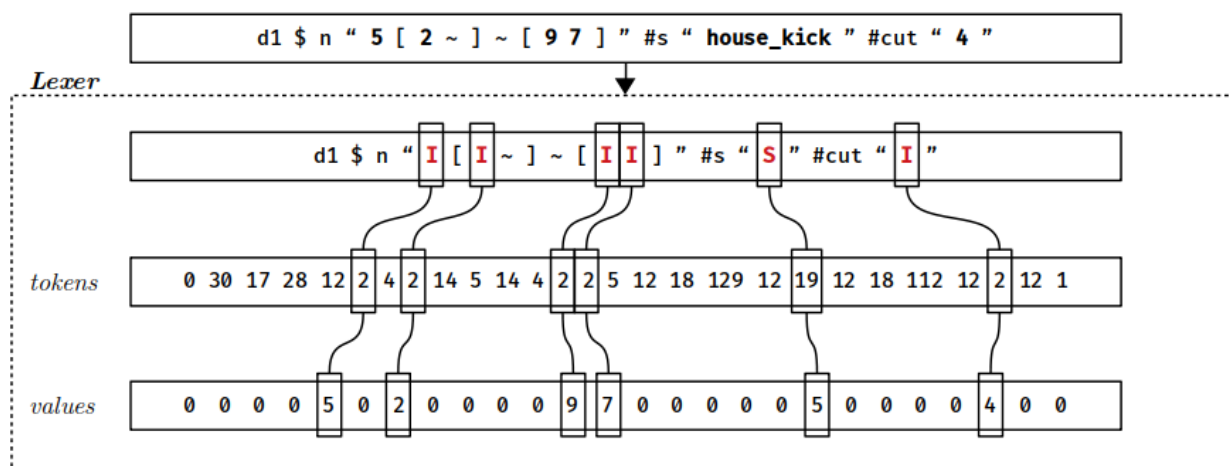 d1 $ n “ 5 [ 2 ~ ] ~ [ 9 7 ] ” #s “ house_kick ” #cut “ 4 ”
Lexer
d1 $ n “ I [ I ~ ] ~ [ I I ] ” #s “ S ” #cut “ I ”
tokens 0 30 17 28 12 2 4 2 14 5 14 4 2 2 5 12 18 129 12 19 12 18 112 12 2 12 1
values 0 0 0 0 5 0 2 0 0 0 0 9 7 0 0 0 0 0 5 0 0 0 0 4 0 0